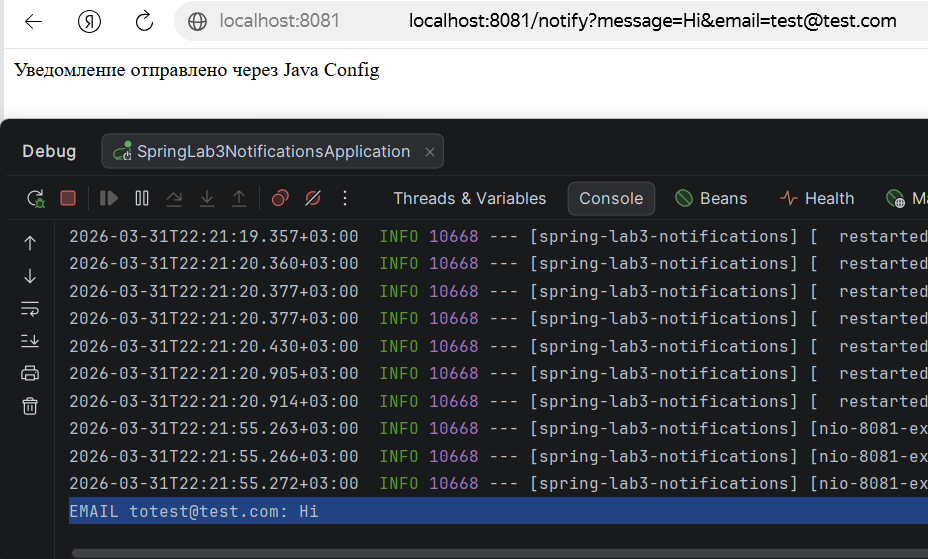 localhost:8081 localhost:8081/notify?message=Hi&email=test@test.com
Уведомление отправлено через Java Config
Debug SpringLab3NotificationsApplication
Threads & Variables Console Beans Health Ma
2026-03-31T22:21:19.357+03:00 INFO 10668 --- [spring-lab3-notifications] [ restarted
2026-03-31T22:21:20.360+03:00 INFO 10668 --- [spring-lab3-notifications] [ restarted
2026-03-31T22:21:20.377+03:00 INFO 10668 --- [spring-lab3-notifications] [ restarted
2026-03-31T22:21:20.377+03:00 INFO 10668 --- [spring-lab3-notifications] [ restarted
2026-03-31T22:21:20.430+03:00 INFO 10668 --- [spring-lab3-notifications] [ restarted
2026-03-31T22:21:20.905+03:00 INFO 10668 --- [spring-lab3-notifications] [ restarted
2026-03-31T22:21:20.914+03:00 INFO 10668 --- [spring-lab3-notifications] [ restarted
2026-03-31T22:21:55.263+03:00 INFO 10668 --- [spring-lab3-notifications] [nio-8081-ex
2026-03-31T22:21:55.266+03:00 INFO 10668 --- [spring-lab3-notifications] [nio-8081-ex
2026-03-31T22:21:55.272+03:00 INFO 10668 --- [spring-lab3-notifications] [nio-8081-ex
EMAIL totest@test.com: Hi